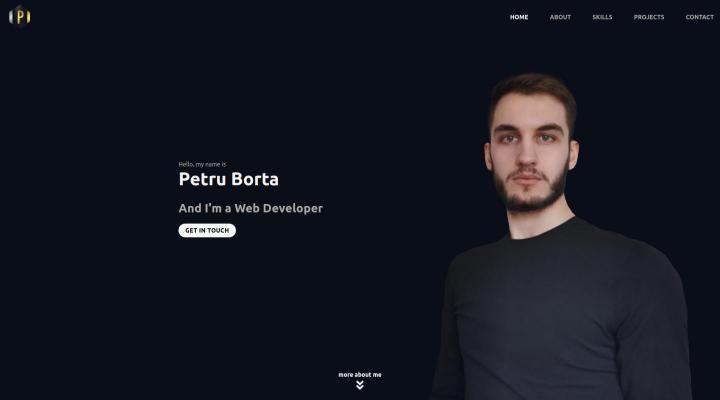 P
HOME ABOUT SKILLS PROJECTS CONTACT
Hello, my name is
Petru Borta
And I'm a Web Developer
GET IN TOUCH
more about me